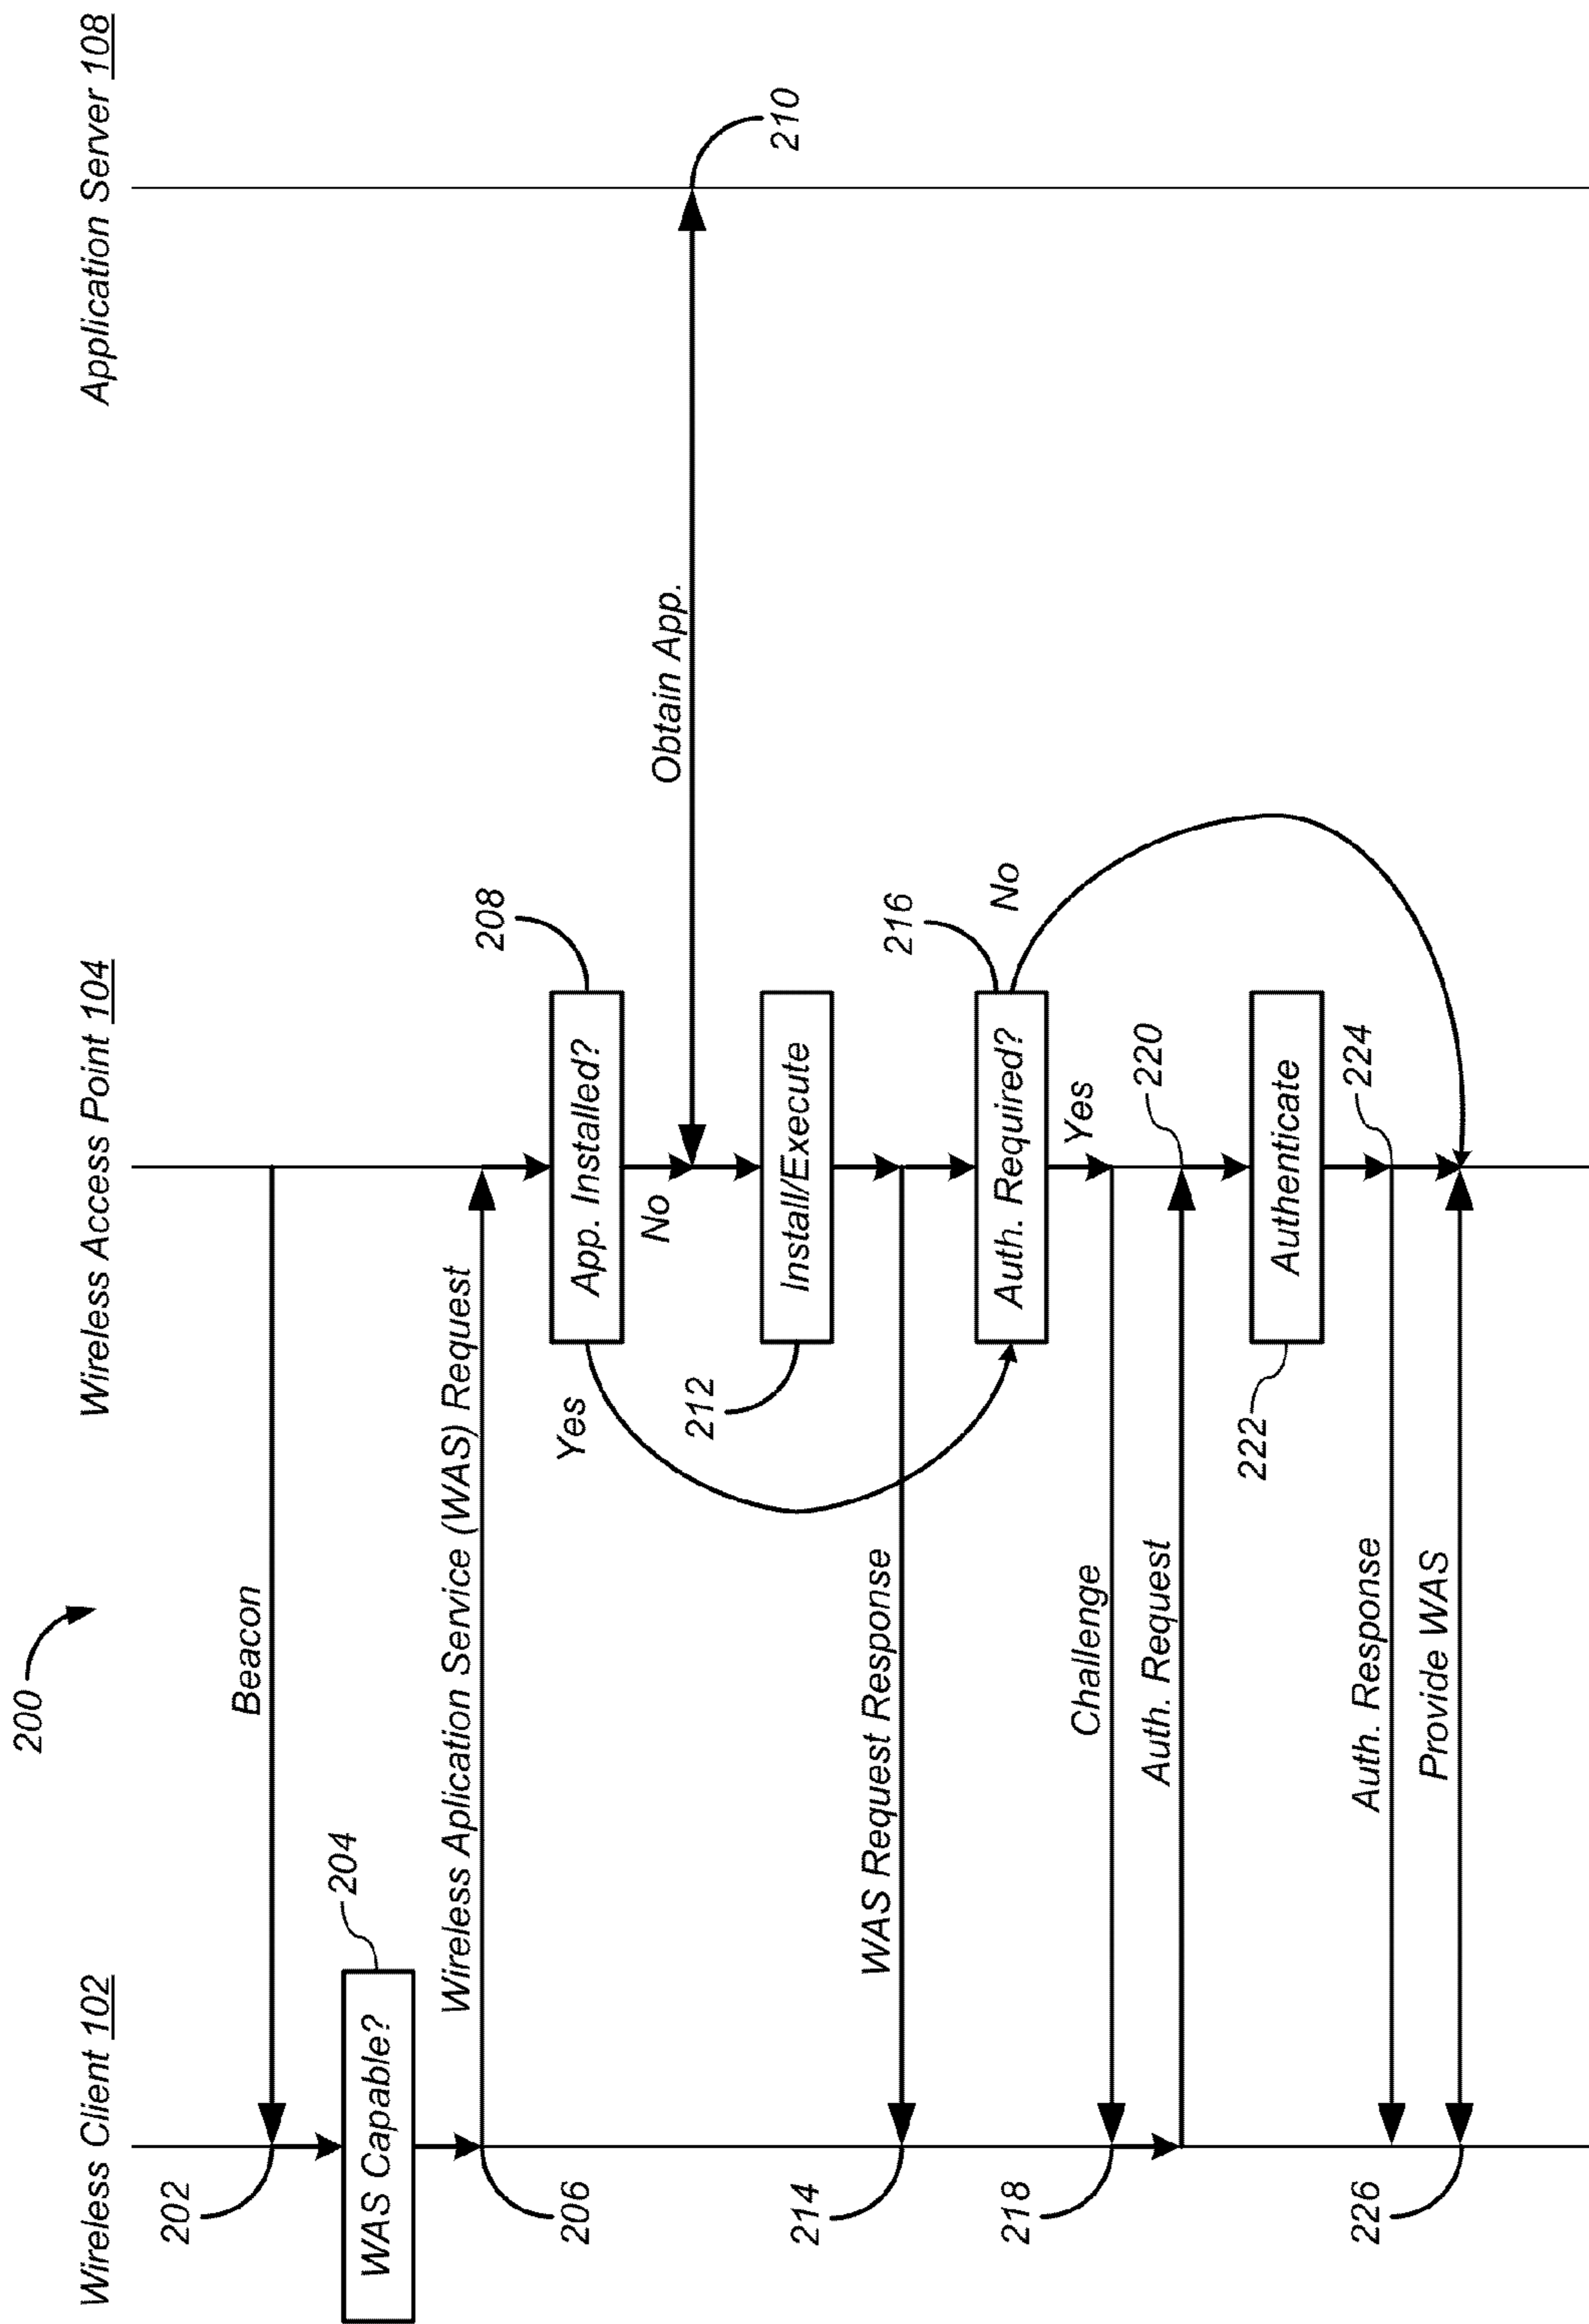 200
Wireless Client 102
Wireless Access Point 104
Application Server 108
Beacon
202
WAS Capable?
204
Wireless Aplication Service (WAS) Request
206
App. Installed?
208
Yes
No
Obtain App.
210
Install/Execute
212
WAS Request Response
214
Auth. Required?
216
No
Yes
Challenge
218
Auth. Request
220
Authenticate
222
Auth. Response
224
Provide WAS
226